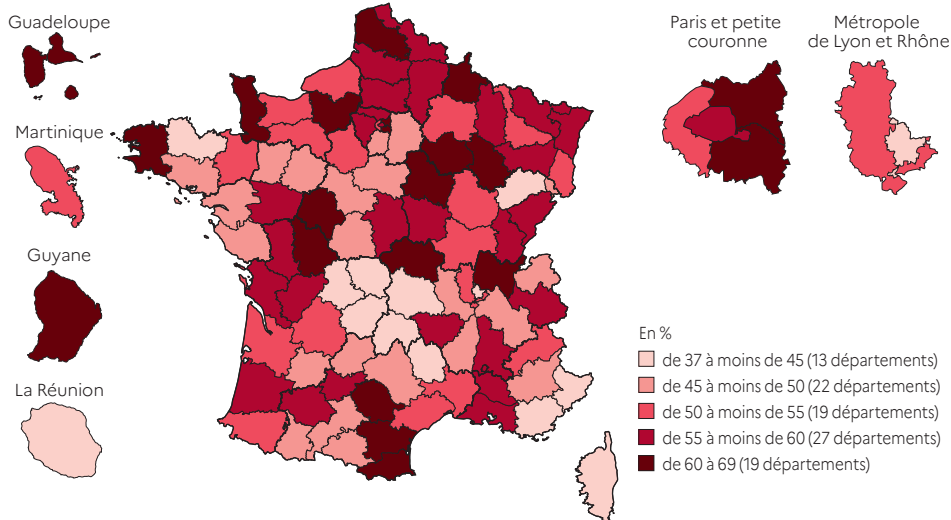 Guadeloupe
Martinique
Guyane
La Réunion
Paris et petite
couronne
Métropole
de Lyon et Rhône
En %
de 37 à moins de 45 (13 départements)
de 45 à moins de 50 (22 départements)
de 50 à moins de 55 (19 départements)
de 55 à moins de 60 (27 départements)
de 60 à 69 (19 départements)